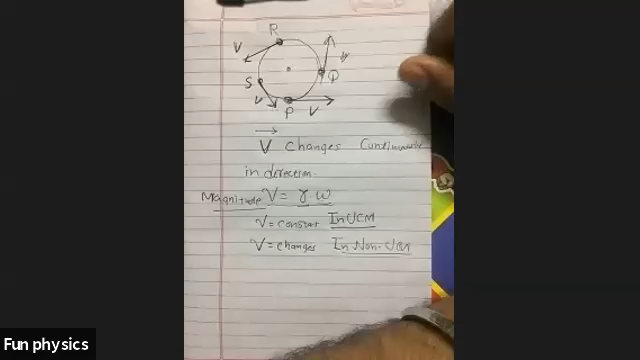 R
V
V
Q
S
V
P
V
V changes Continuously
in direction.
Magnitude V = r.ω
V = constant In UCM
V = changes In Non-UCM
Fun physics